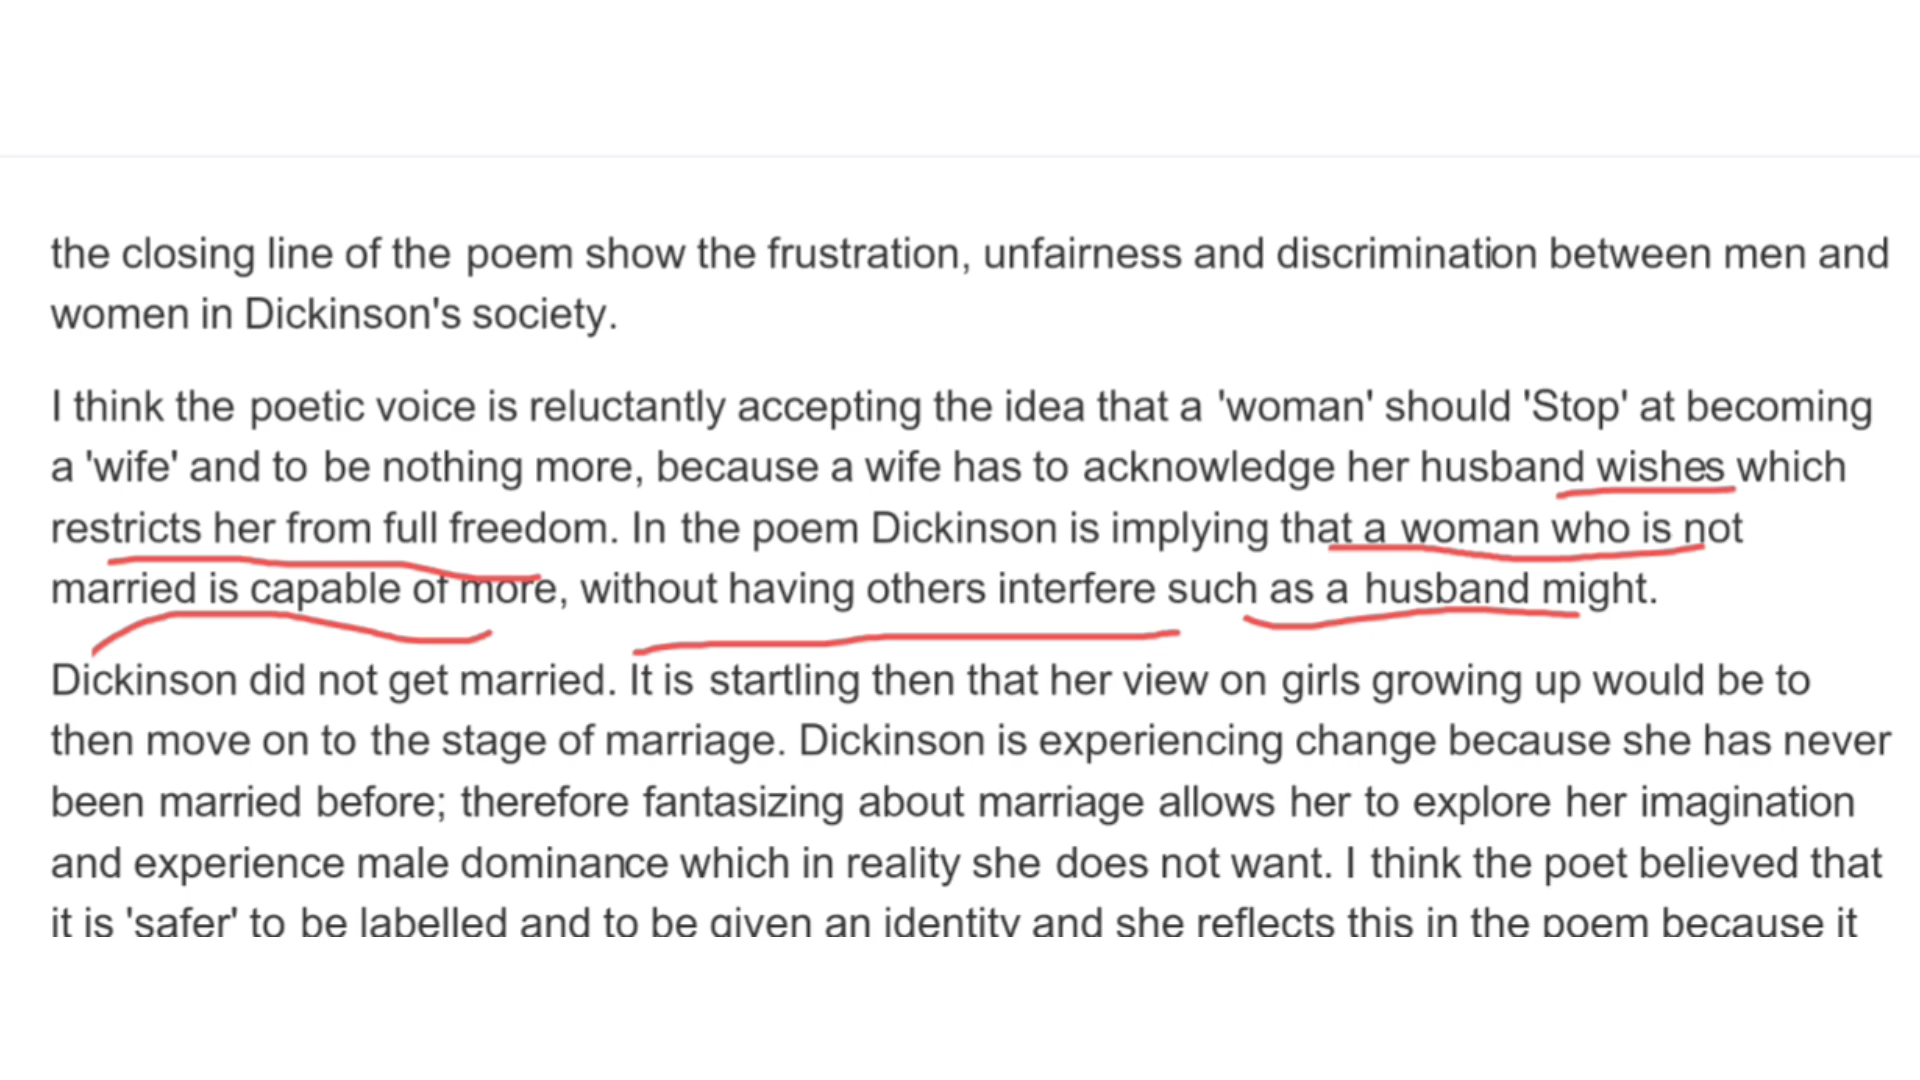 the closing line of the poem show the frustration, unfairness and discrimination between men and
women in Dickinson's society.
I think the poetic voice is reluctantly accepting the idea that a 'woman' should 'Stop' at becoming
a 'wife' and to be nothing more, because a wife has to acknowledge her husband wishes which
restricts her from full freedom. In the poem Dickinson is implying that a woman who is not
married is capable of more, without having others interfere such as a husband might.
Dickinson did not get married. It is startling then that her view on girls growing up would be to
then move on to the stage of marriage. Dickinson is experiencing change because she has never
been married before; therefore fantasizing about marriage allows her to explore her imagination
and experience male dominance which in reality she does not want. I think the poet believed that
it is 'safer' to be labelled and to be given an identity and she reflects this in the poem because it